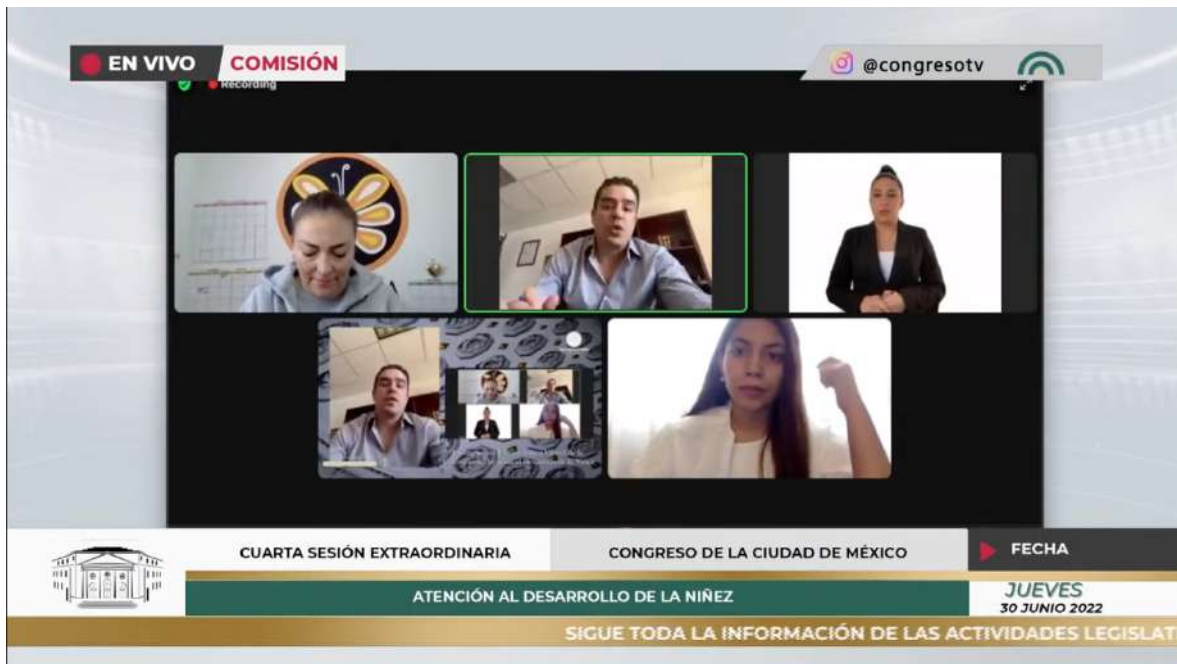 EN VIVO
COMISIÓN
@congresotv
Recording
CUARTA SESIÓN EXTRAORDINARIA
CONGRESO DE LA CIUDAD DE MÉXICO
FECHA
ATENCIÓN AL DESARROLLO DE LA NIÑEZ
JUEVES
30 JUNIO 2022
SIGUE TODA LA INFORMACIÓN DE LAS ACTIVIDADES LEGISLAT